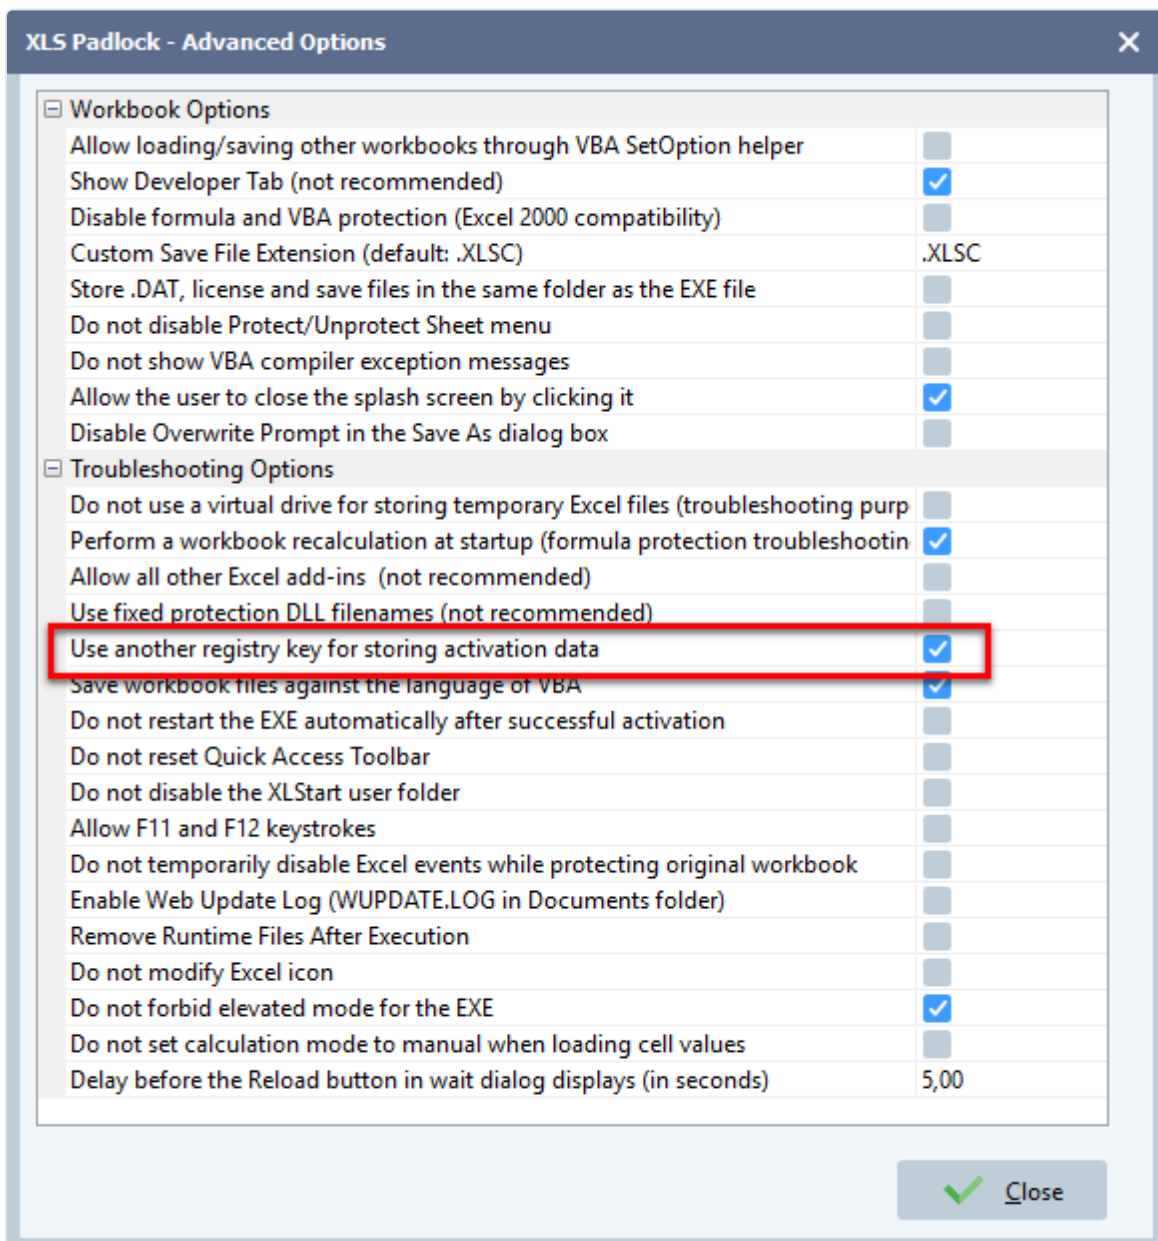 XLS Padlock - Advanced Options
Workbook Options
Allow loading/saving other workbooks through VBA SetOption helper
Show Developer Tab (not recommended)
Disable formula and VBA protection (Excel 2000 compatibility)
Custom Save File Extension (default: .XLSC) .XLSC
Store .DAT, license and save files in the same folder as the EXE file
Do not disable Protect/Unprotect Sheet menu
Do not show VBA compiler exception messages
Allow the user to close the splash screen by clicking it
Disable Overwrite Prompt in the Save As dialog box
Troubleshooting Options
Do not use a virtual drive for storing temporary Excel files (troubleshooting purp
Perform a workbook recalculation at startup (formula protection troubleshootin
Allow all other Excel add-ins (not recommended)
Use fixed protection DLL filenames (not recommended)
Use another registry key for storing activation data
Save workbook files against the language of VBA
Do not restart the EXE automatically after successful activation
Do not reset Quick Access Toolbar
Do not disable the XLStart user folder
Allow F11 and F12 keystrokes
Do not temporarily disable Excel events while protecting original workbook
Enable Web Update Log (WUPDATE.LOG in Documents folder)
Remove Runtime Files After Execution
Do not modify Excel icon
Do not forbid elevated mode for the EXE
Do not set calculation mode to manual when loading cell values
Delay before the Reload button in wait dialog displays (in seconds) 5,00
Close